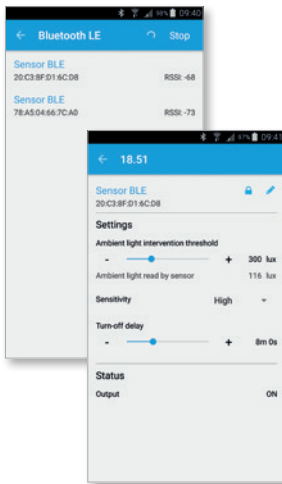 98% 09:40
Bluetooth LE Stop
Sensor BLE
20:C3:8F:D1:6C:D8 RSSI: -68
Sensor BLE
78:A5:04:66:7C:A0 RSSI: -73
97% 09:41
18.51
Sensor BLE
20:C3:8F:D1:6C:D8
Settings
Ambient light intervention threshold
- + 300 lux
Ambient light read by sensor 116 lux
Sensitivity High
Turn-off delay
- + 8m 0s
Status
Output ON